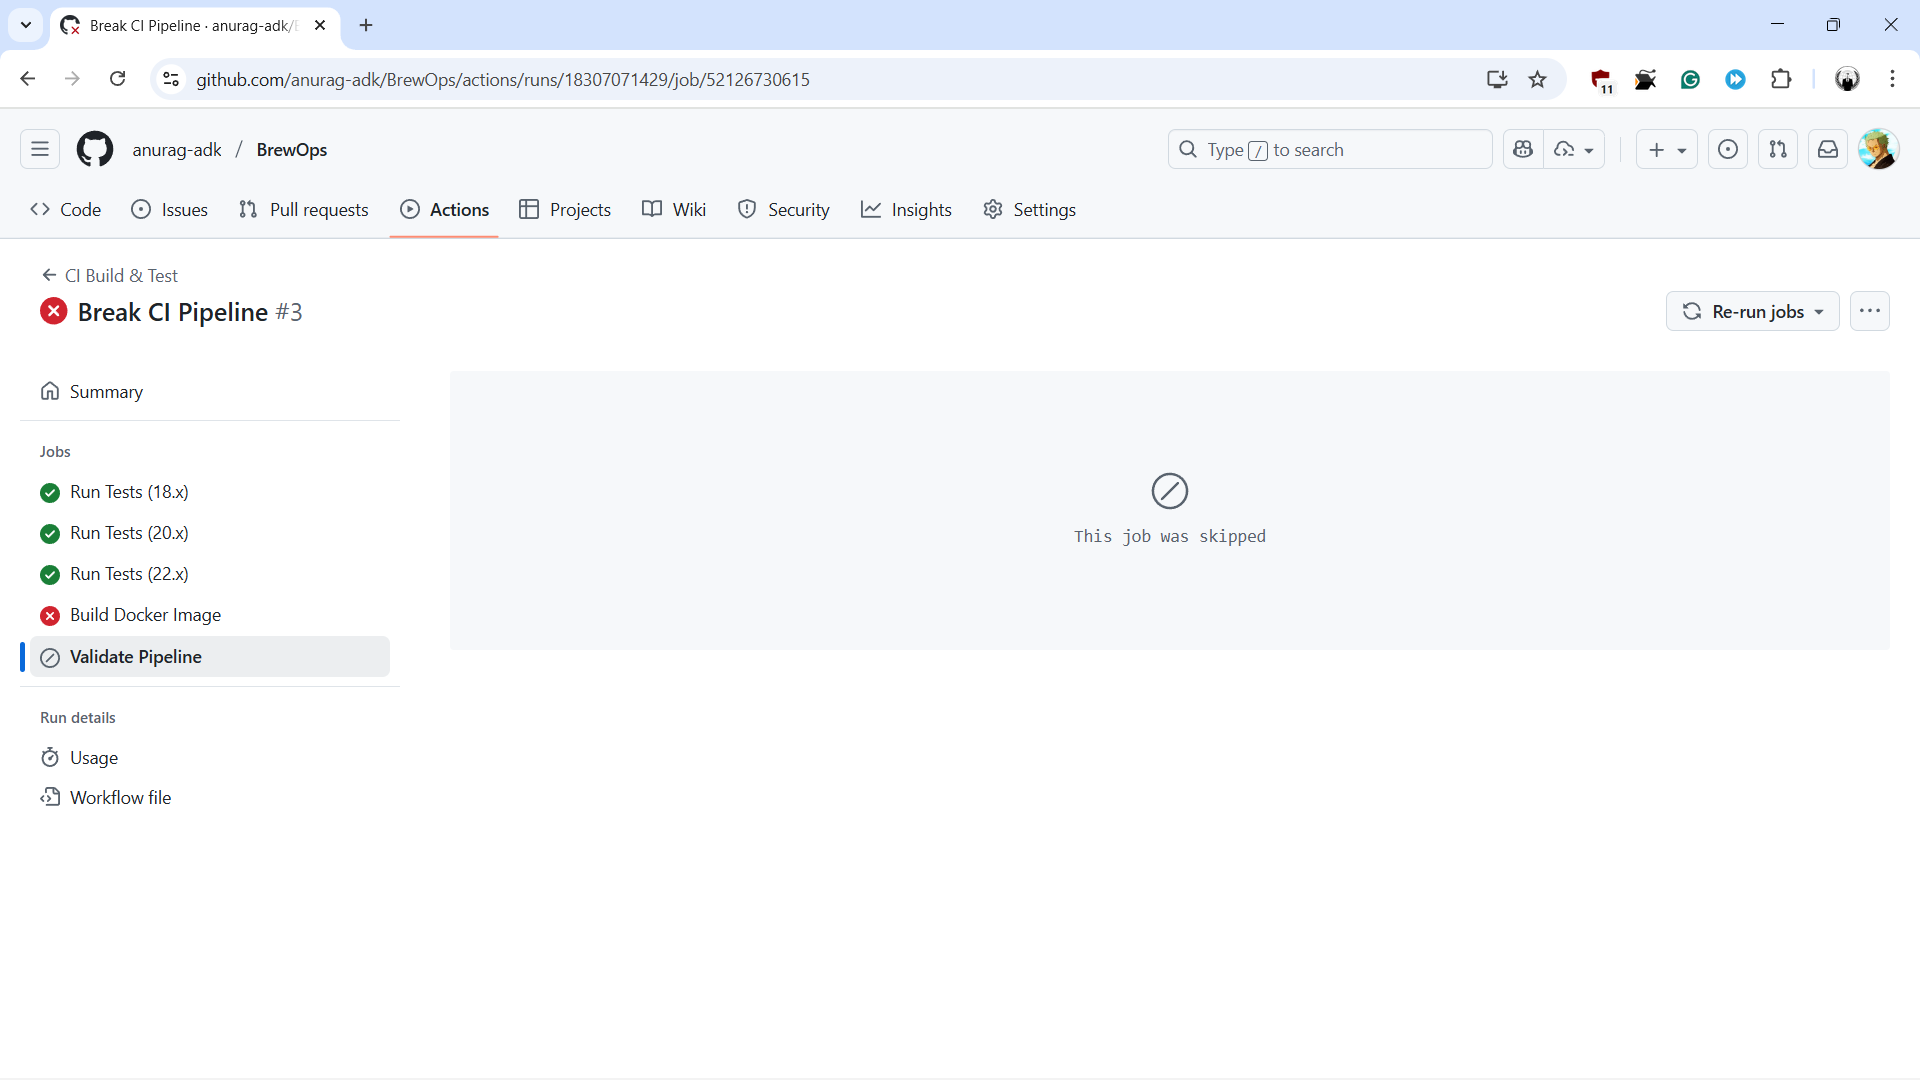 Break CI Pipeline · anurag-adk/
github.com/anurag-adk/BrewOps/actions/runs/18307071429/job/52126730615
11
anurag-adk / BrewOps
Type / to search
Code
Issues
Pull requests
Actions
Projects
Wiki
Security
Insights
Settings
CI Build & Test
Break CI Pipeline #3
Re-run jobs
Summary
Jobs
Run Tests (18.x)
Run Tests (20.x)
Run Tests (22.x)
Build Docker Image
Validate Pipeline
This job was skipped
Run details
Usage
Workflow file